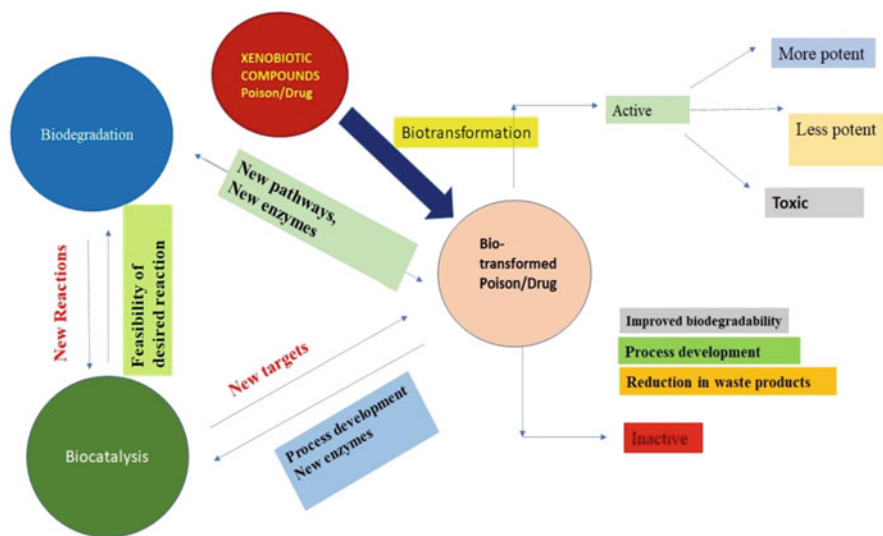 XENOBIOTIC
COMPOUNDS
Poison/Drug
Biodegradation
Biotransformation
Active
More potent
Less potent
Toxic
New pathways,
New enzymes
Bio-
transformed
Poison/Drug
New Reactions
Feasibility of
desired reaction
New targets
Process development
New enzymes
Biocatalysis
Improved biodegradability
Process development
Reduction in waste products
Inactive